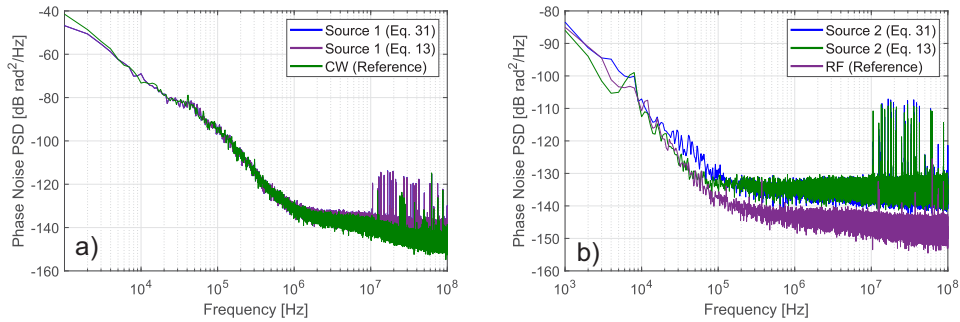 -40
-60
-80
-100
-120
-140
-160
Phase Noise PSD [dB rad²/Hz]
Source 1 (Eq. 31)
Source 1 (Eq. 13)
CW (Reference)
a)
10⁴
10⁵
10⁶
10⁷
10⁸
Frequency [Hz]
-80
-90
-100
-110
-120
-130
-140
-150
-160
Phase Noise PSD [dB rad²/Hz]
Source 2 (Eq. 31)
Source 2 (Eq. 13)
RF (Reference)
b)
10³
10⁴
10⁵
10⁶
10⁷
10⁸
Frequency [Hz]